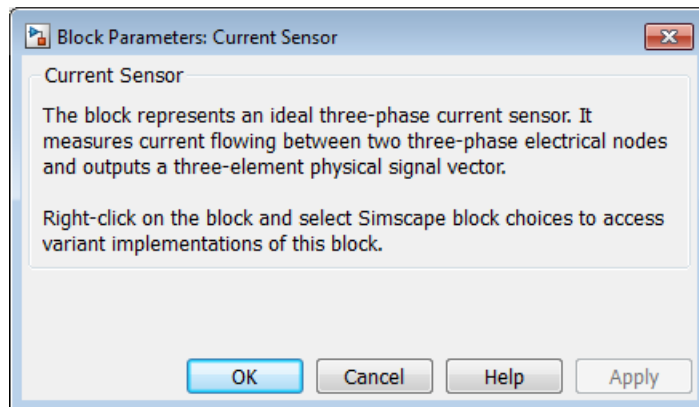 Block Parameters: Current Sensor
Current Sensor
The block represents an ideal three-phase current sensor. It
measures current flowing between two three-phase electrical nodes
and outputs a three-element physical signal vector.
Right-click on the block and select Simscape block choices to access
variant implementations of this block.
OK Cancel Help Apply